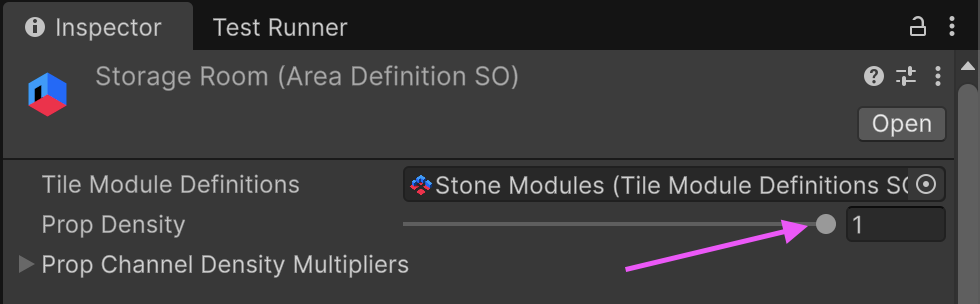 Inspector
Test Runner
Storage Room (Area Definition SO)
Open
Tile Module Definitions
Stone Modules (Tile Module Definitions SO
Prop Density
1
Prop Channel Density Multipliers